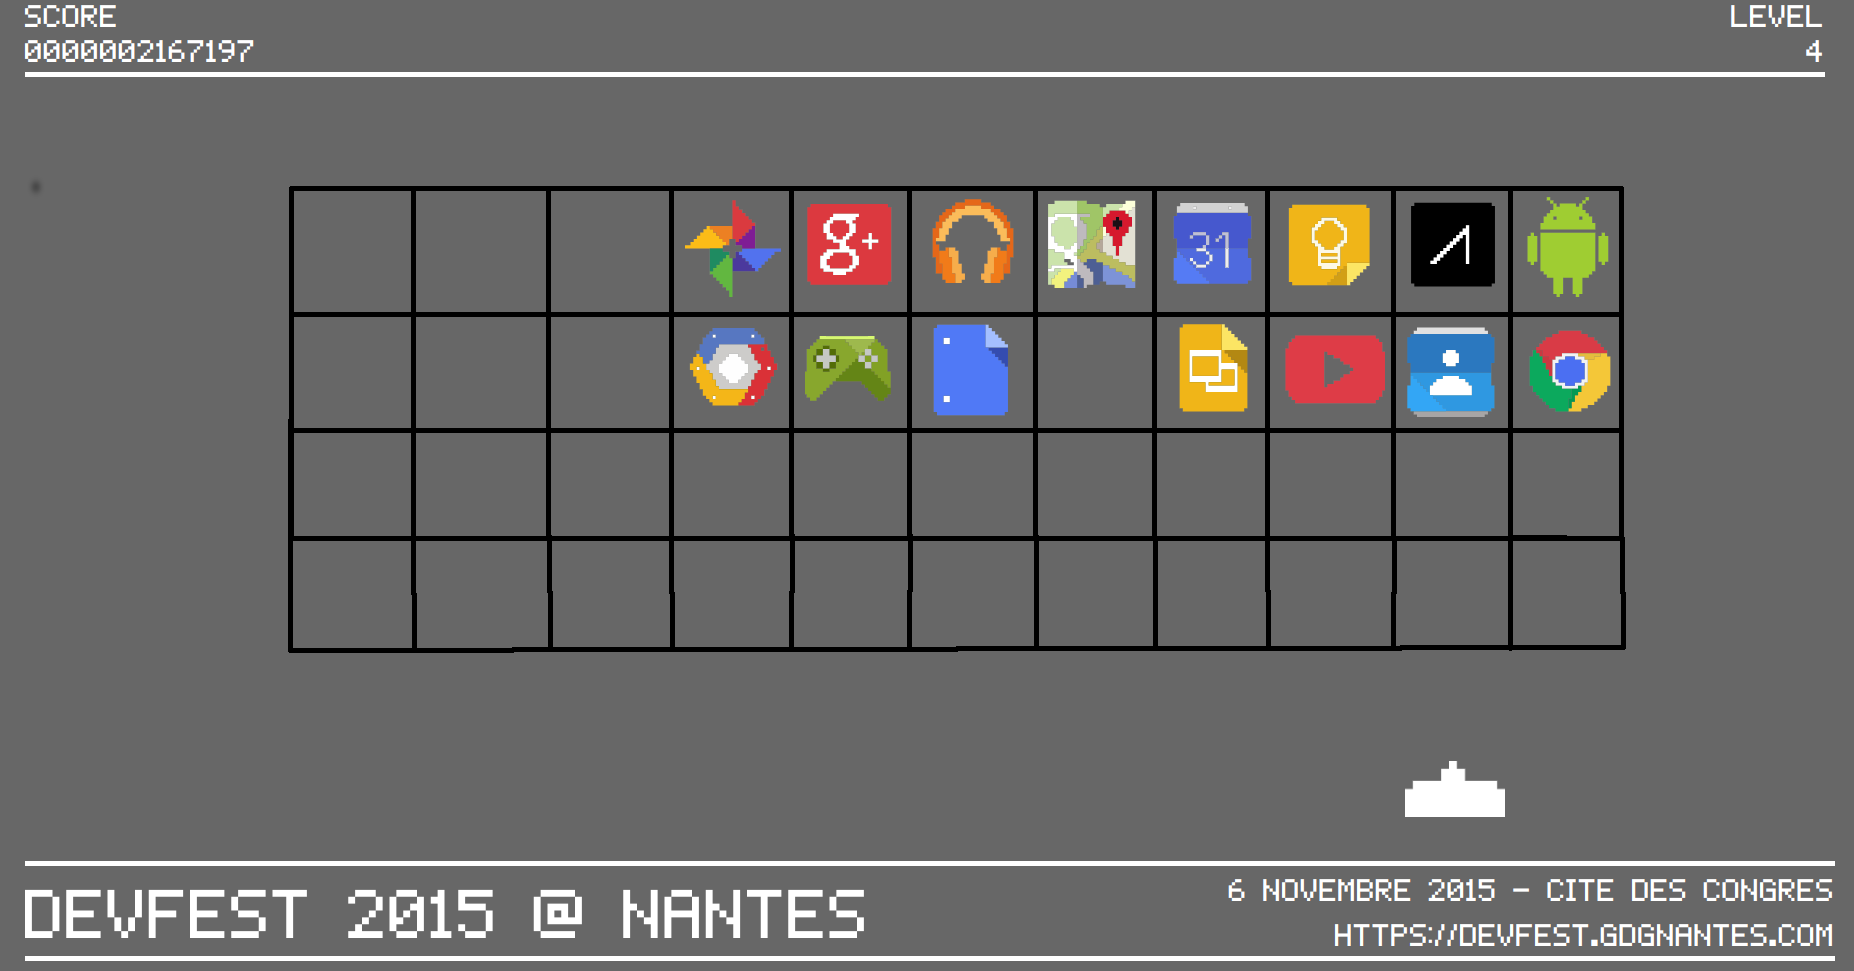 SCORE
0000002167197
LEVEL
4
g+
31
DEVFEST 2015 @ NANTES
6 NOVEMBRE 2015 - CITE DES CONGRES
HTTPS://DEVFEST.GDGNANTES.COM